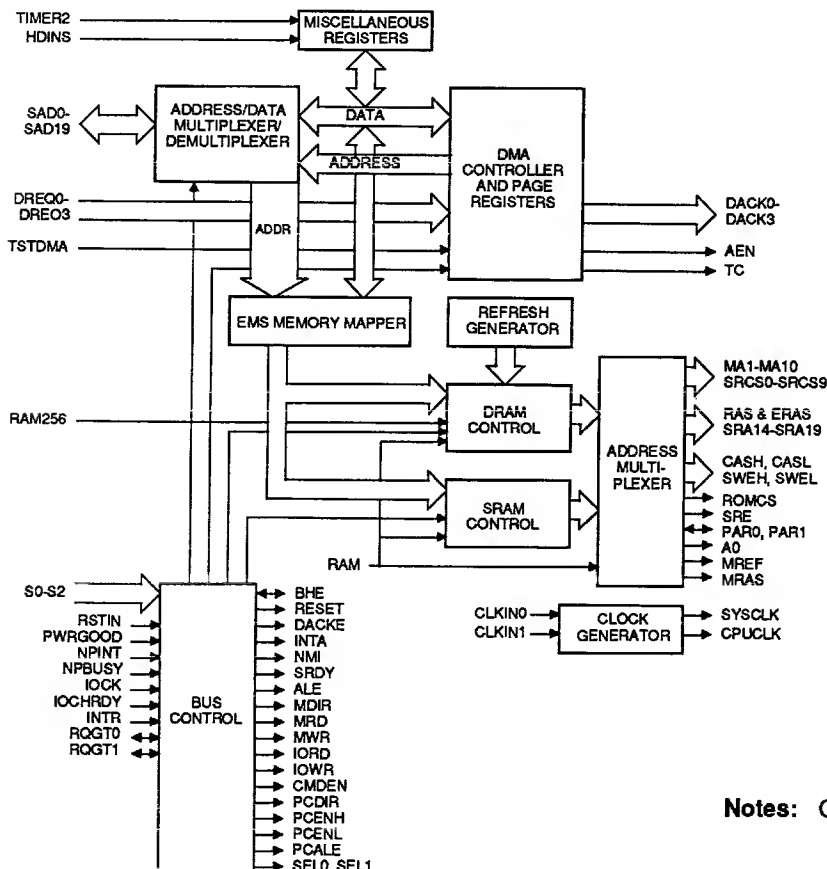 TIMER2
HDINS
MISCELLANEOUS
REGISTERS
SAD0-
SAD19
ADDRESS/DATA
MULTIPLEXER/
DEMULTIPLEXER
DATA
ADDRESS
DMA
CONTROLLER
AND PAGE
REGISTERS
DREQ0-
DREO3
TSTDMA
ADDR
DACK0-
DACK3
AEN
TC
EMS MEMORY MAPPER
REFRESH
GENERATOR
RAM256
DRAM
CONTROL
SRAM
CONTROL
RAM
ADDRESS
MULTI-
PLEXER
MA1-MA10
SRCS0-SRCS9
RAS & ERAS
SRA14-SRA19
CASH, CASL
SWEH, SWEL
ROMCS
SRE
PAR0, PAR1
A0
MREF
MRAS
CLKIN0
CLKIN1
CLOCK
GENERATOR
SYSCLK
CPUCLK
S0-S2
RSTIN
PWRGOOD
NPINT
NPBUSY
IOCK
IOCHRDY
INTR
RQGT0
RQGT1
BUS
CONTROL
BHE
RESET
DACKE
INTA
NMI
SRDY
ALE
MDIR
MRD
MWR
IORD
IOWR
CMDEN
PCDIR
PCENH
PCENL
PCALE
SEL0, SEL1
Notes: